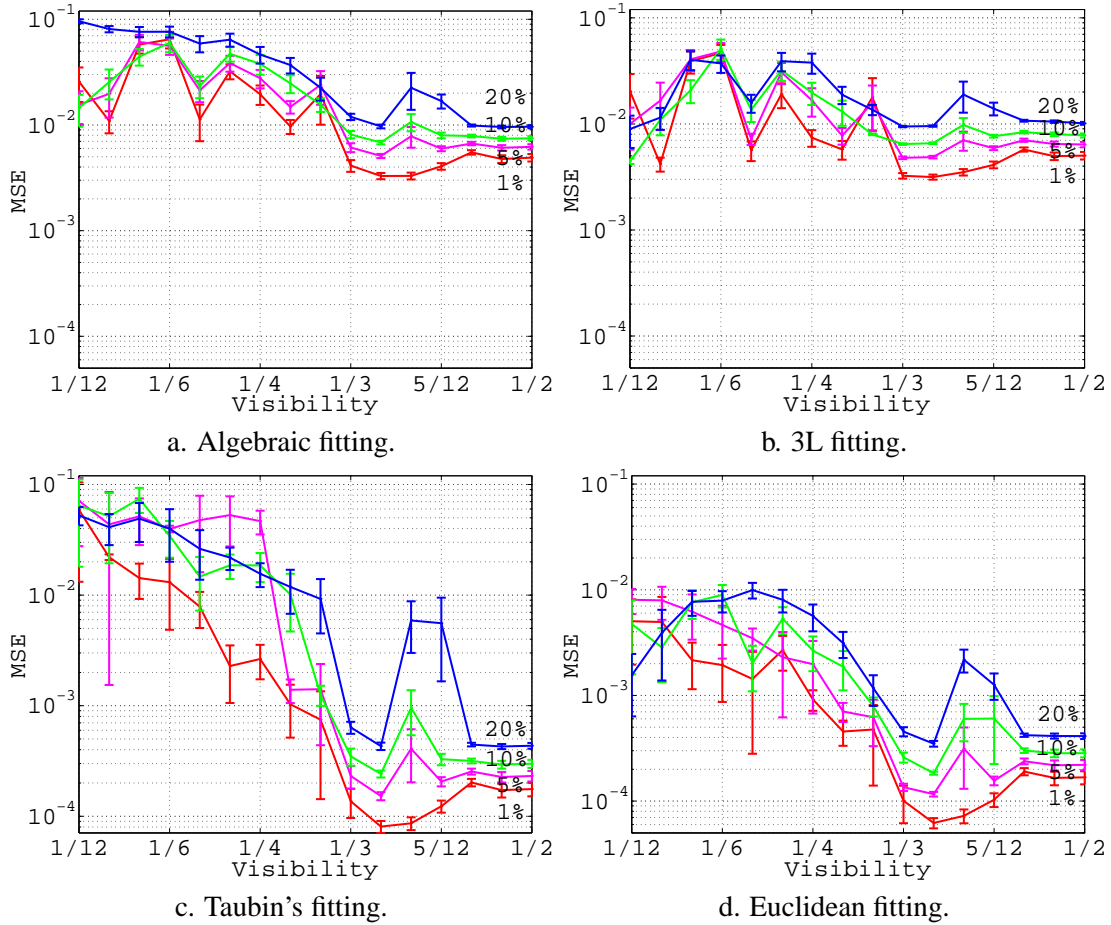 10^-1
10^-2
10^-3
10^-4
MSE
20%
10%
5%
1%
1/12 1/6 1/4 1/3 5/12 1/2
Visibility
a. Algebraic fitting.
10^-1
10^-2
10^-3
10^-4
MSE
20%
10%
5%
1%
1/12 1/6 1/4 1/3 5/12 1/2
Visibility
b. 3L fitting.
10^-1
10^-2
10^-3
10^-4
MSE
20%
10%
5%
1%
1/12 1/6 1/4 1/3 5/12 1/2
Visibility
c. Taubin's fitting.
10^-1
10^-2
10^-3
10^-4
MSE
20%
10%
5%
1%
1/12 1/6 1/4 1/3 5/12 1/2
Visibility
d. Euclidean fitting.